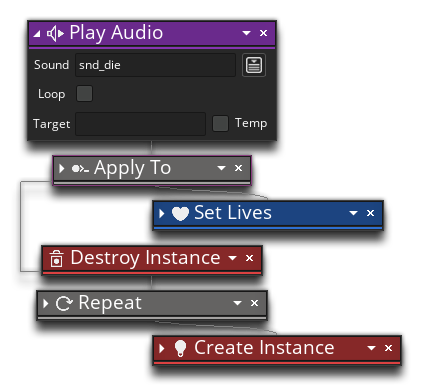 Play Audio
Sound snd_die
Loop
Target Temp
Apply To
Set Lives
Destroy Instance
Repeat
Create Instance